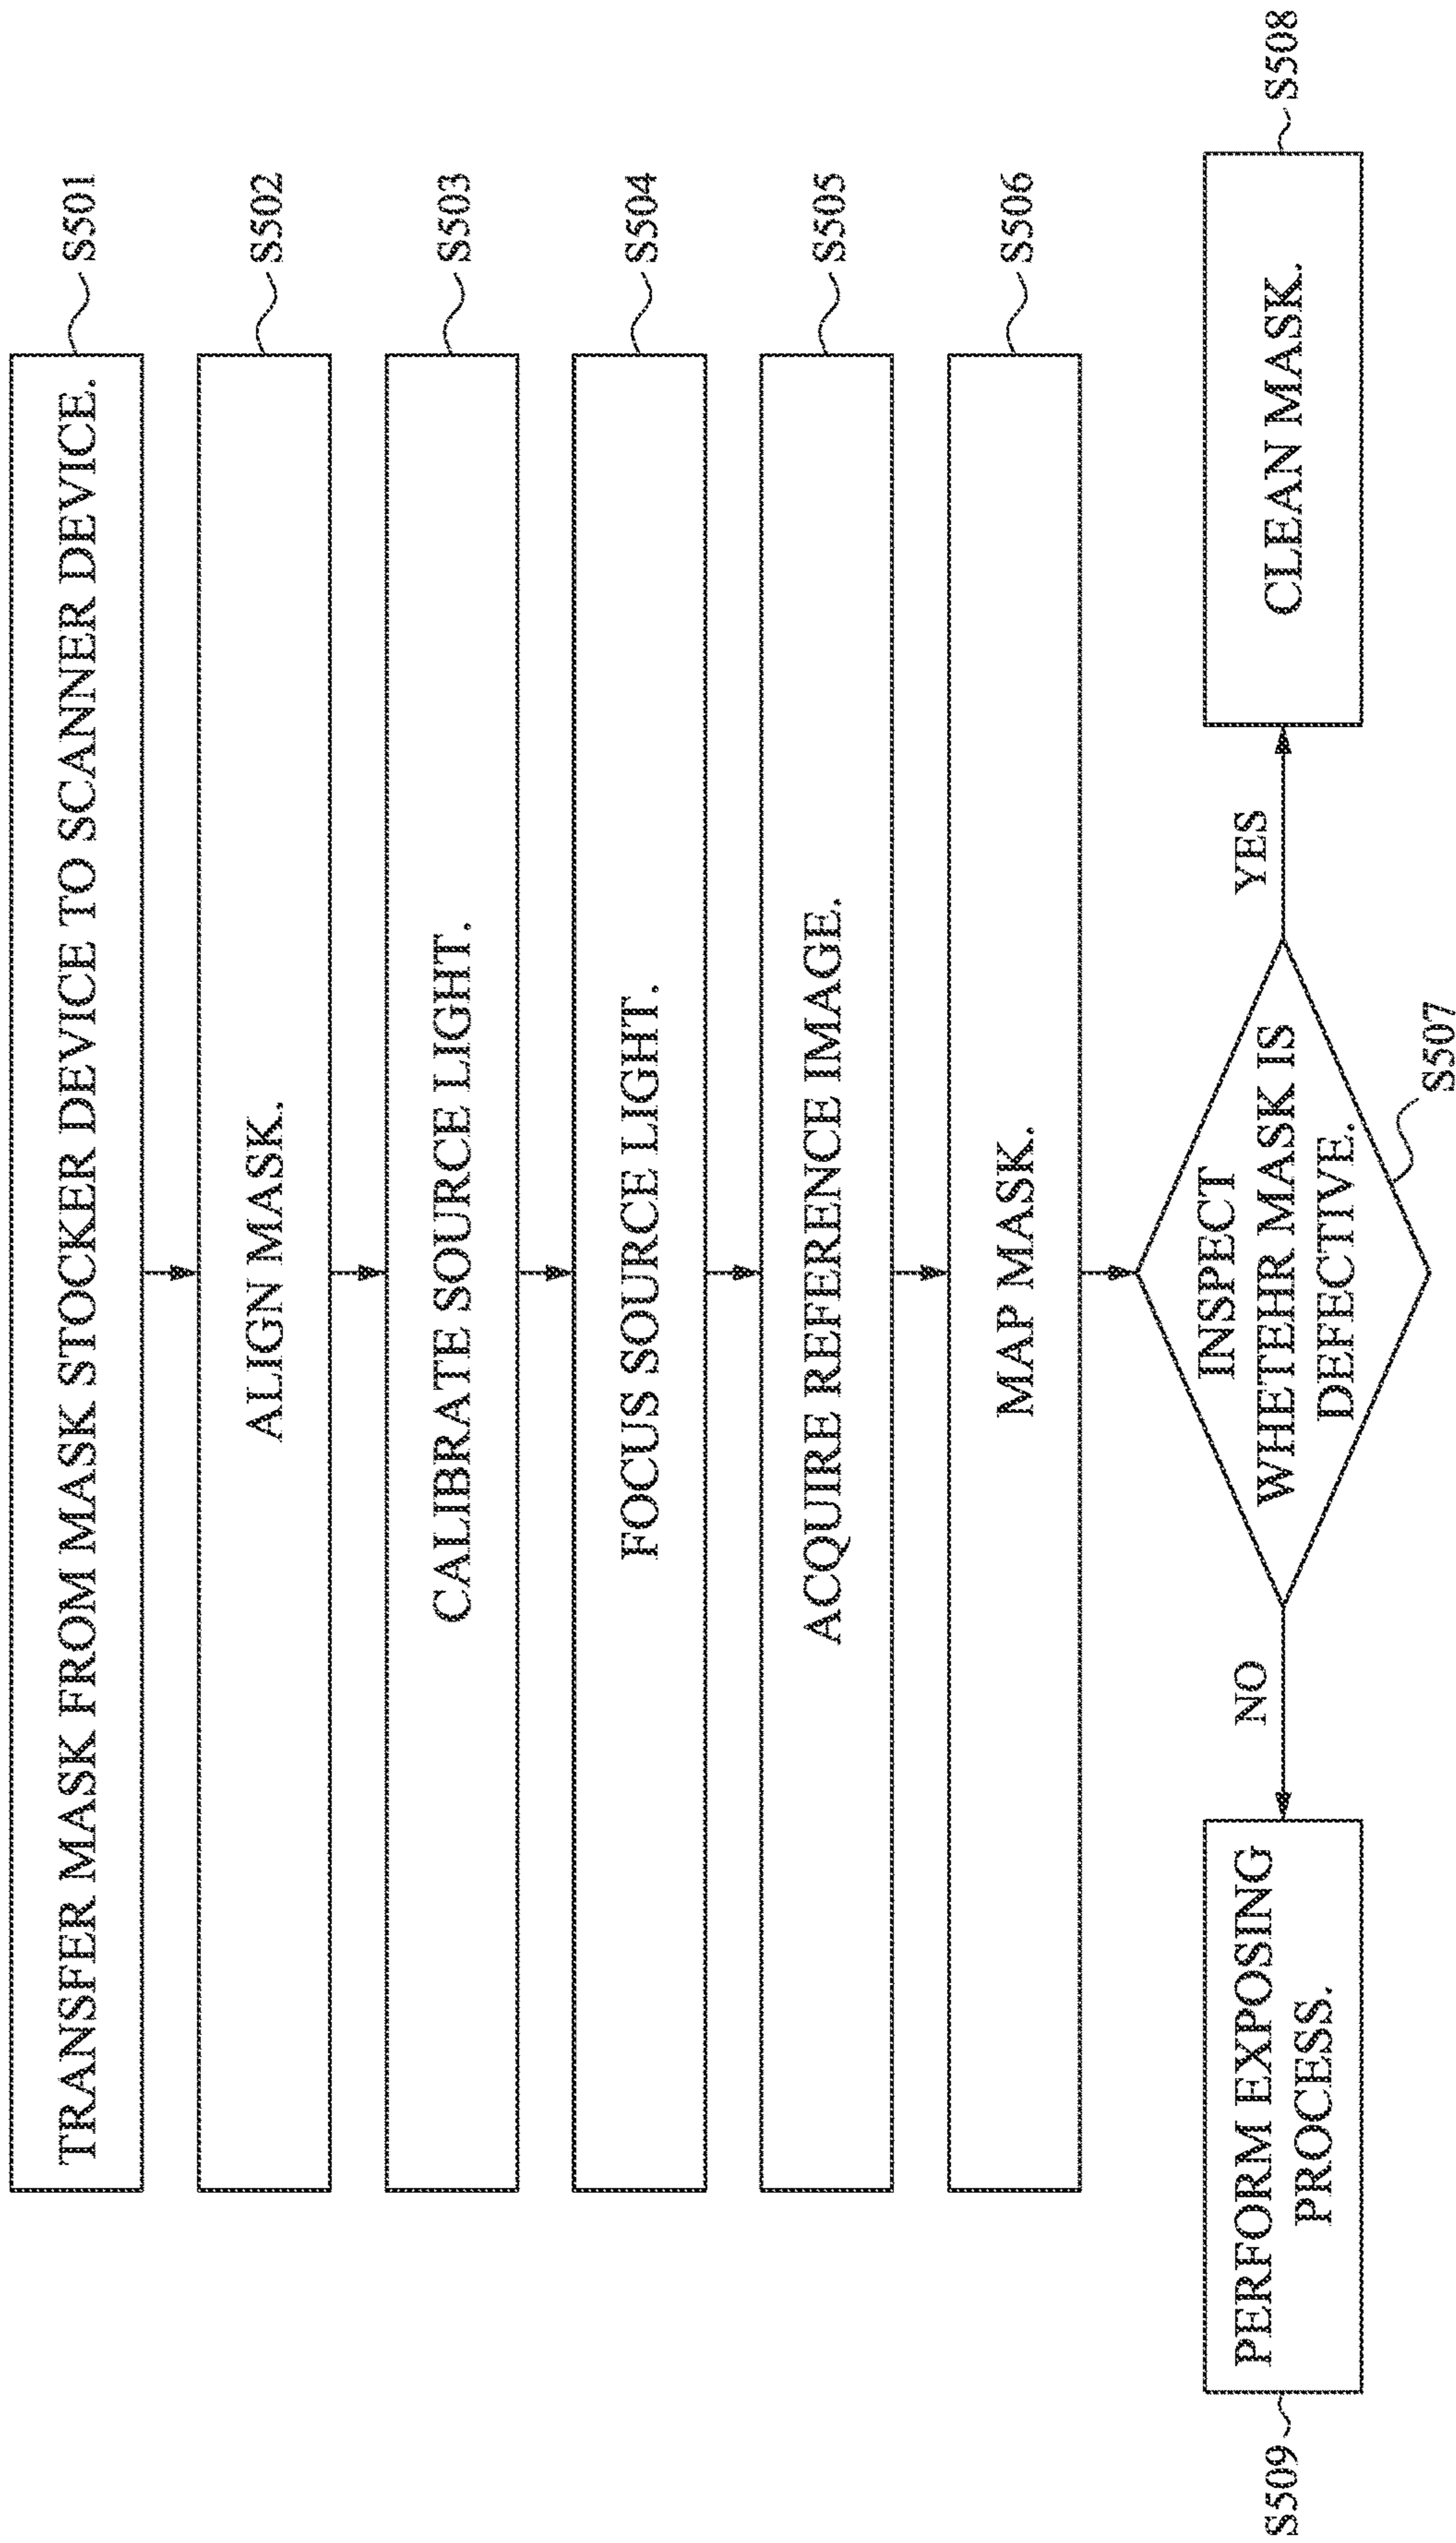 TRANSFER MASK FROM MASK STOCKER DEVICE TO SCANNER DEVICE.
S501
ALIGN MASK.
S502
CALIBRATE SOURCE LIGHT.
S503
FOCUS SOURCE LIGHT.
S504
ACQUIRE REFERENCE IMAGE.
S505
MAP MASK.
S506
INSPECT
WHETEHR MASK IS
DEFECTIVE.
S507
NO
YES
S509
PERFORM EXPOSING
PROCESS.
CLEAN MASK.
S508